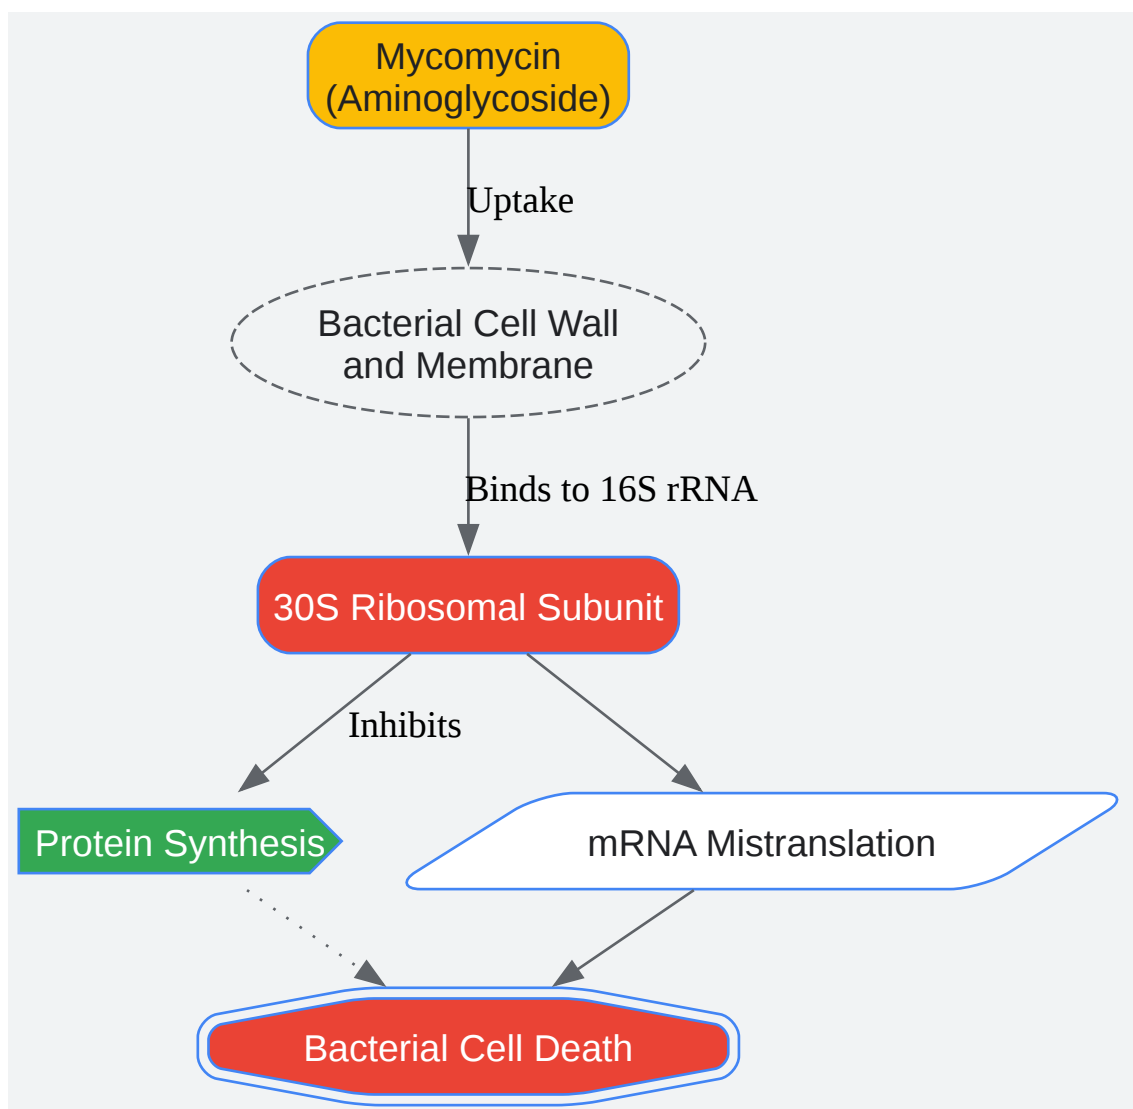 Mycomycin
(Aminoglycoside)
Uptake
Bacterial Cell Wall
and Membrane
Binds to 16S rRNA
30S Ribosomal Subunit
Inhibits
Protein Synthesis
mRNA Mistranslation
Bacterial Cell Death